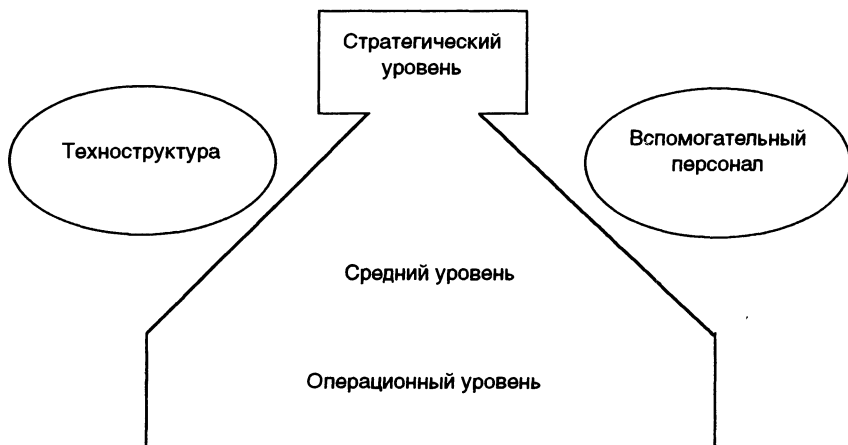 Стратегический
уровень
Техноструктура
Вспомогательный
персонал
Средний уровень
Операционный уровень